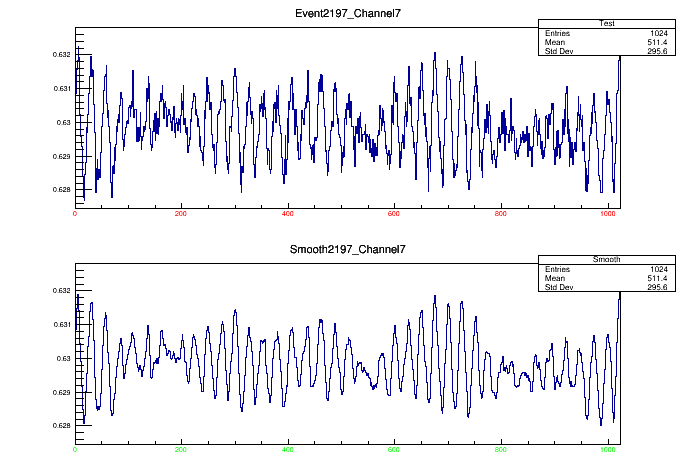 Event2197_Channel7
Test
Entries 1024
Mean 511.4
Std Dev 295.6
0.632
0.631
0.63
0.629
0.628
0 200 400 600 800 1000
Smooth2197_Channel7
Smooth
Entries 1024
Mean 511.4
Std Dev 295.6
0.632
0.631
0.63
0.629
0.628
0 200 400 600 800 1000